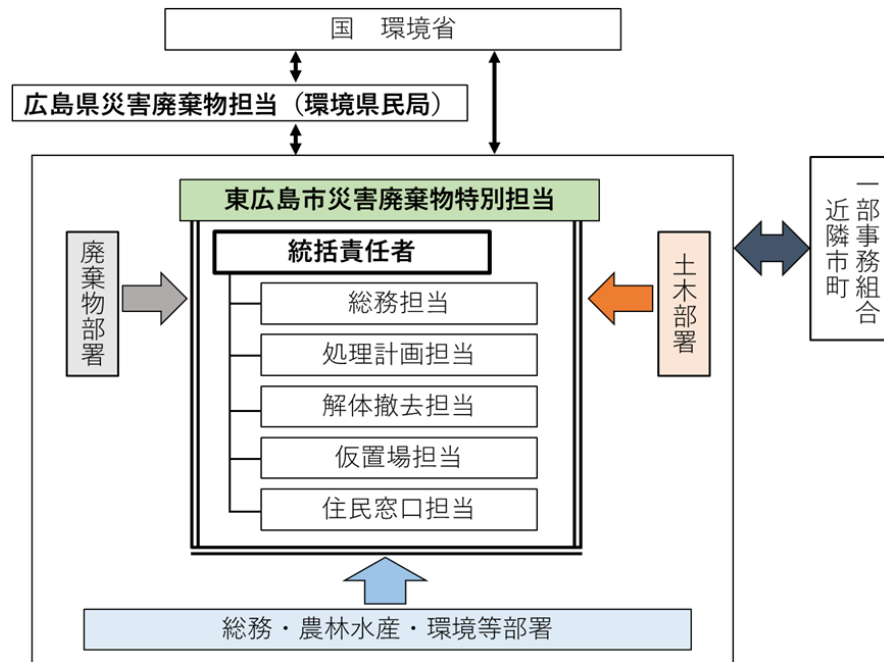 国　環境省
広島県災害廃棄物担当（環境県民局）
東広島市災害廃棄物特別担当
統括責任者
総務担当
処理計画担当
解体撤去担当
仮置場担当
住民窓口担当
廃棄物部署
土木部署
一部事務組合
近隣市町
総務・農林水産・環境等部署